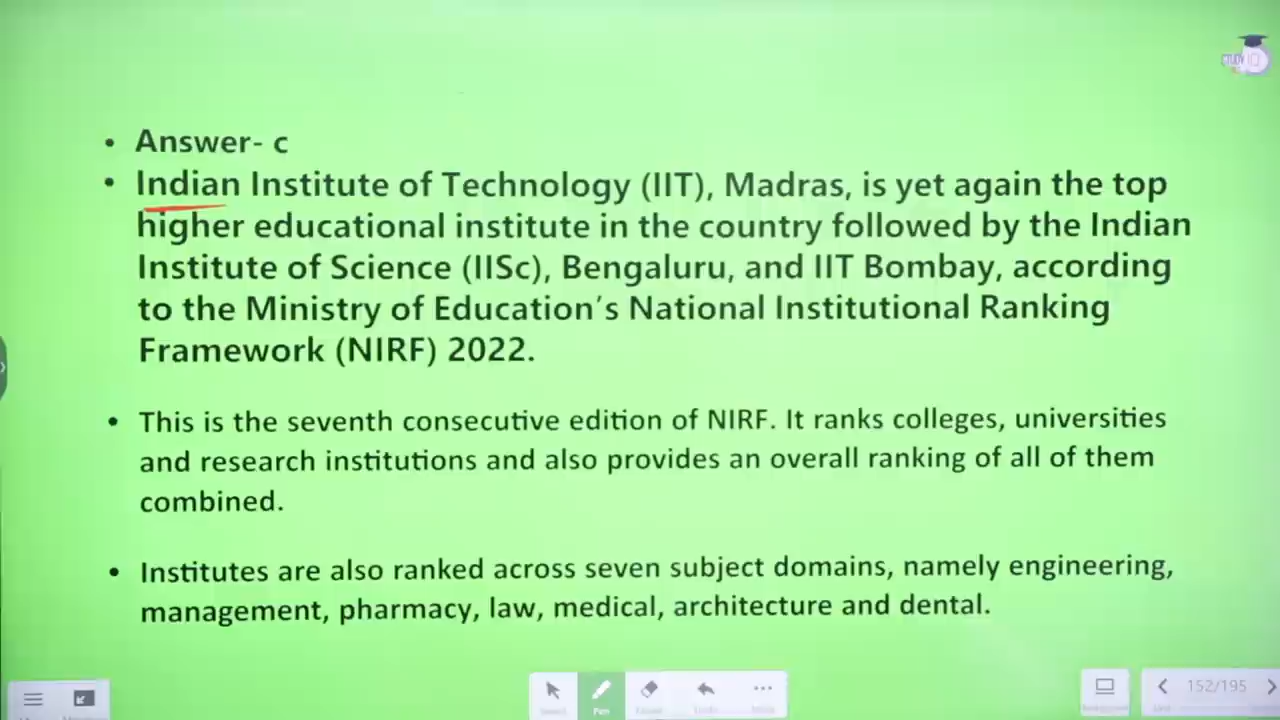 STUDY IQ
• Answer- c
• Indian Institute of Technology (IIT), Madras, is yet again the top
higher educational institute in the country followed by the Indian
Institute of Science (IISc), Bengaluru, and IIT Bombay, according
to the Ministry of Education's National Institutional Ranking
Framework (NIRF) 2022.
• This is the seventh consecutive edition of NIRF. It ranks colleges, universities
and research institutions and also provides an overall ranking of all of them
combined.
• Institutes are also ranked across seven subject domains, namely engineering,
management, pharmacy, law, medical, architecture and dental.
Pen
152/195